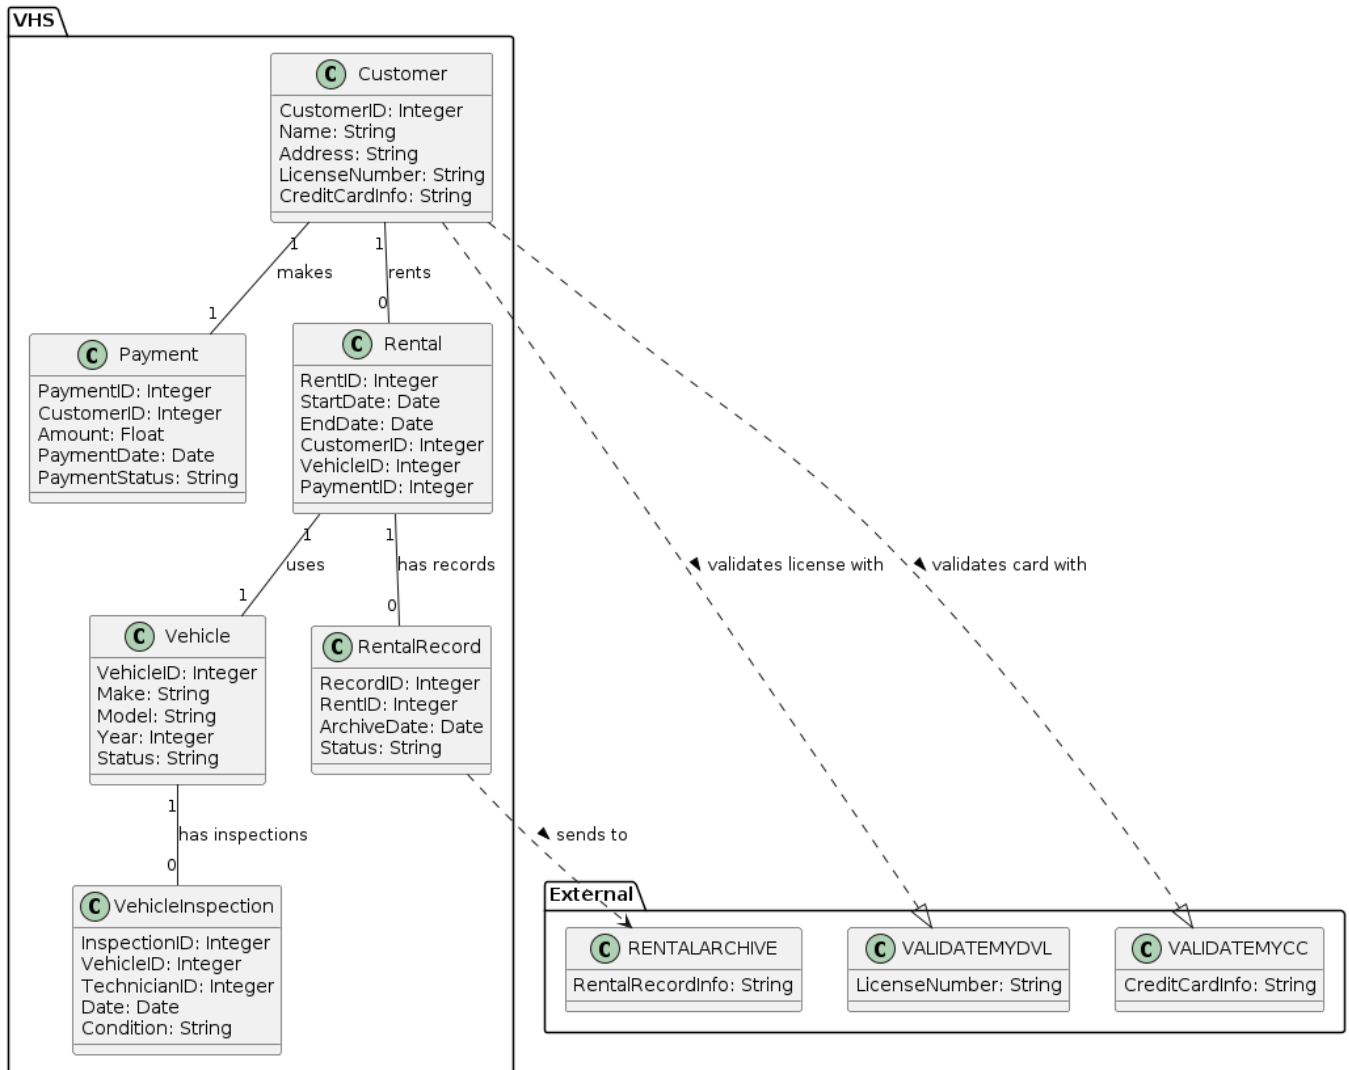 VHS
C Customer
CustomerID: Integer
Name: String
Address: String
LicenseNumber: String
CreditCardInfo: String
1
makes
1
1
rents
0
C Payment
PaymentID: Integer
CustomerID: Integer
Amount: Float
PaymentDate: Date
PaymentStatus: String
C Rental
RentID: Integer
StartDate: Date
EndDate: Date
CustomerID: Integer
VehicleID: Integer
PaymentID: Integer
1
uses
1
1
has records
0
validates license with
validates card with
C Vehicle
VehicleID: Integer
Make: String
Model: String
Year: Integer
Status: String
C RentalRecord
RecordID: Integer
RentID: Integer
ArchiveDate: Date
Status: String
1
has inspections
0
sends to
C VehicleInspection
InspectionID: Integer
VehicleID: Integer
TechnicianID: Integer
Date: Date
Condition: String
External
C RENTALARCHIVE
RentalRecordInfo: String
C VALIDATEMYDVL
LicenseNumber: String
C VALIDATEMYCC
CreditCardInfo: String